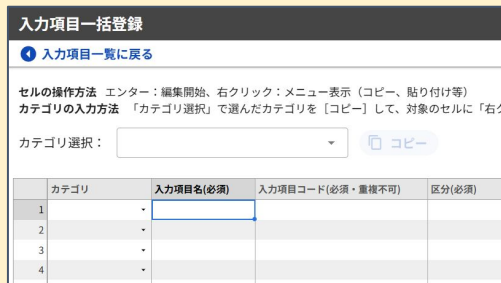 入力項目一括登録
入力項目一覧に戻る
セルの操作方法 エンター：編集開始、右クリック：メニュー表示（コピー、貼り付け等）
カテゴリの入力方法 「カテゴリ選択」で選んだカテゴリを［コピー］して、対象のセルに「右ク
カテゴリ選択： コピー
カテゴリ 入力項目名(必須) 入力項目コード(必須・重複不可) 区分(必須)
1
2
3
4